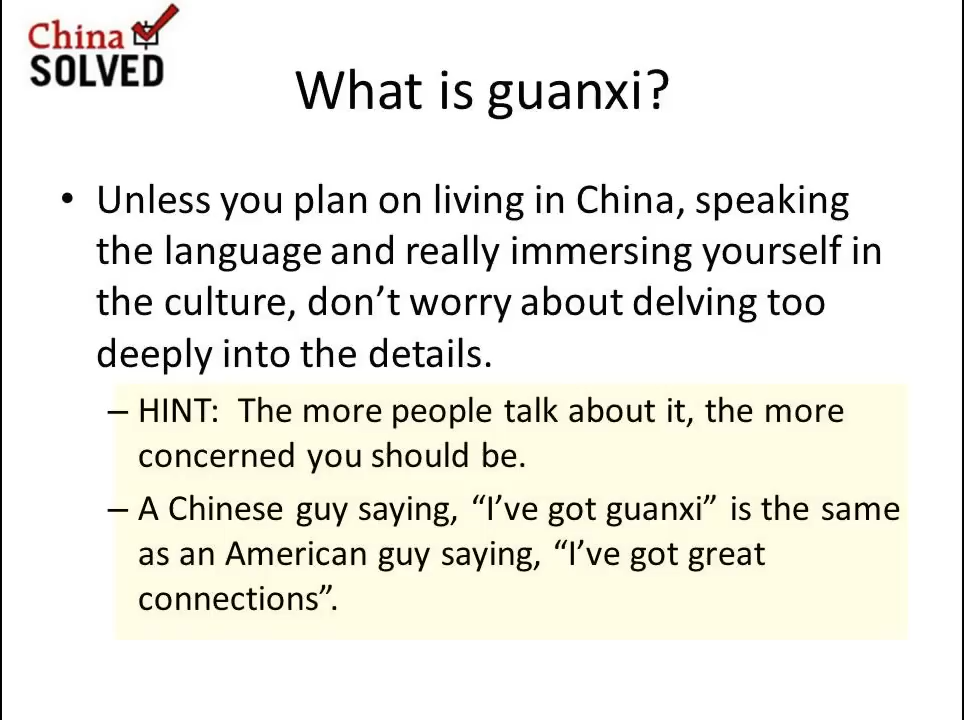 China
SOLVED
What is guanxi?
• Unless you plan on living in China, speaking
the language and really immersing yourself in
the culture, don’t worry about delving too
deeply into the details.
– HINT:  The more people talk about it, the more
concerned you should be.
– A Chinese guy saying, “I’ve got guanxi” is the same
as an American guy saying, “I’ve got great
connections”.